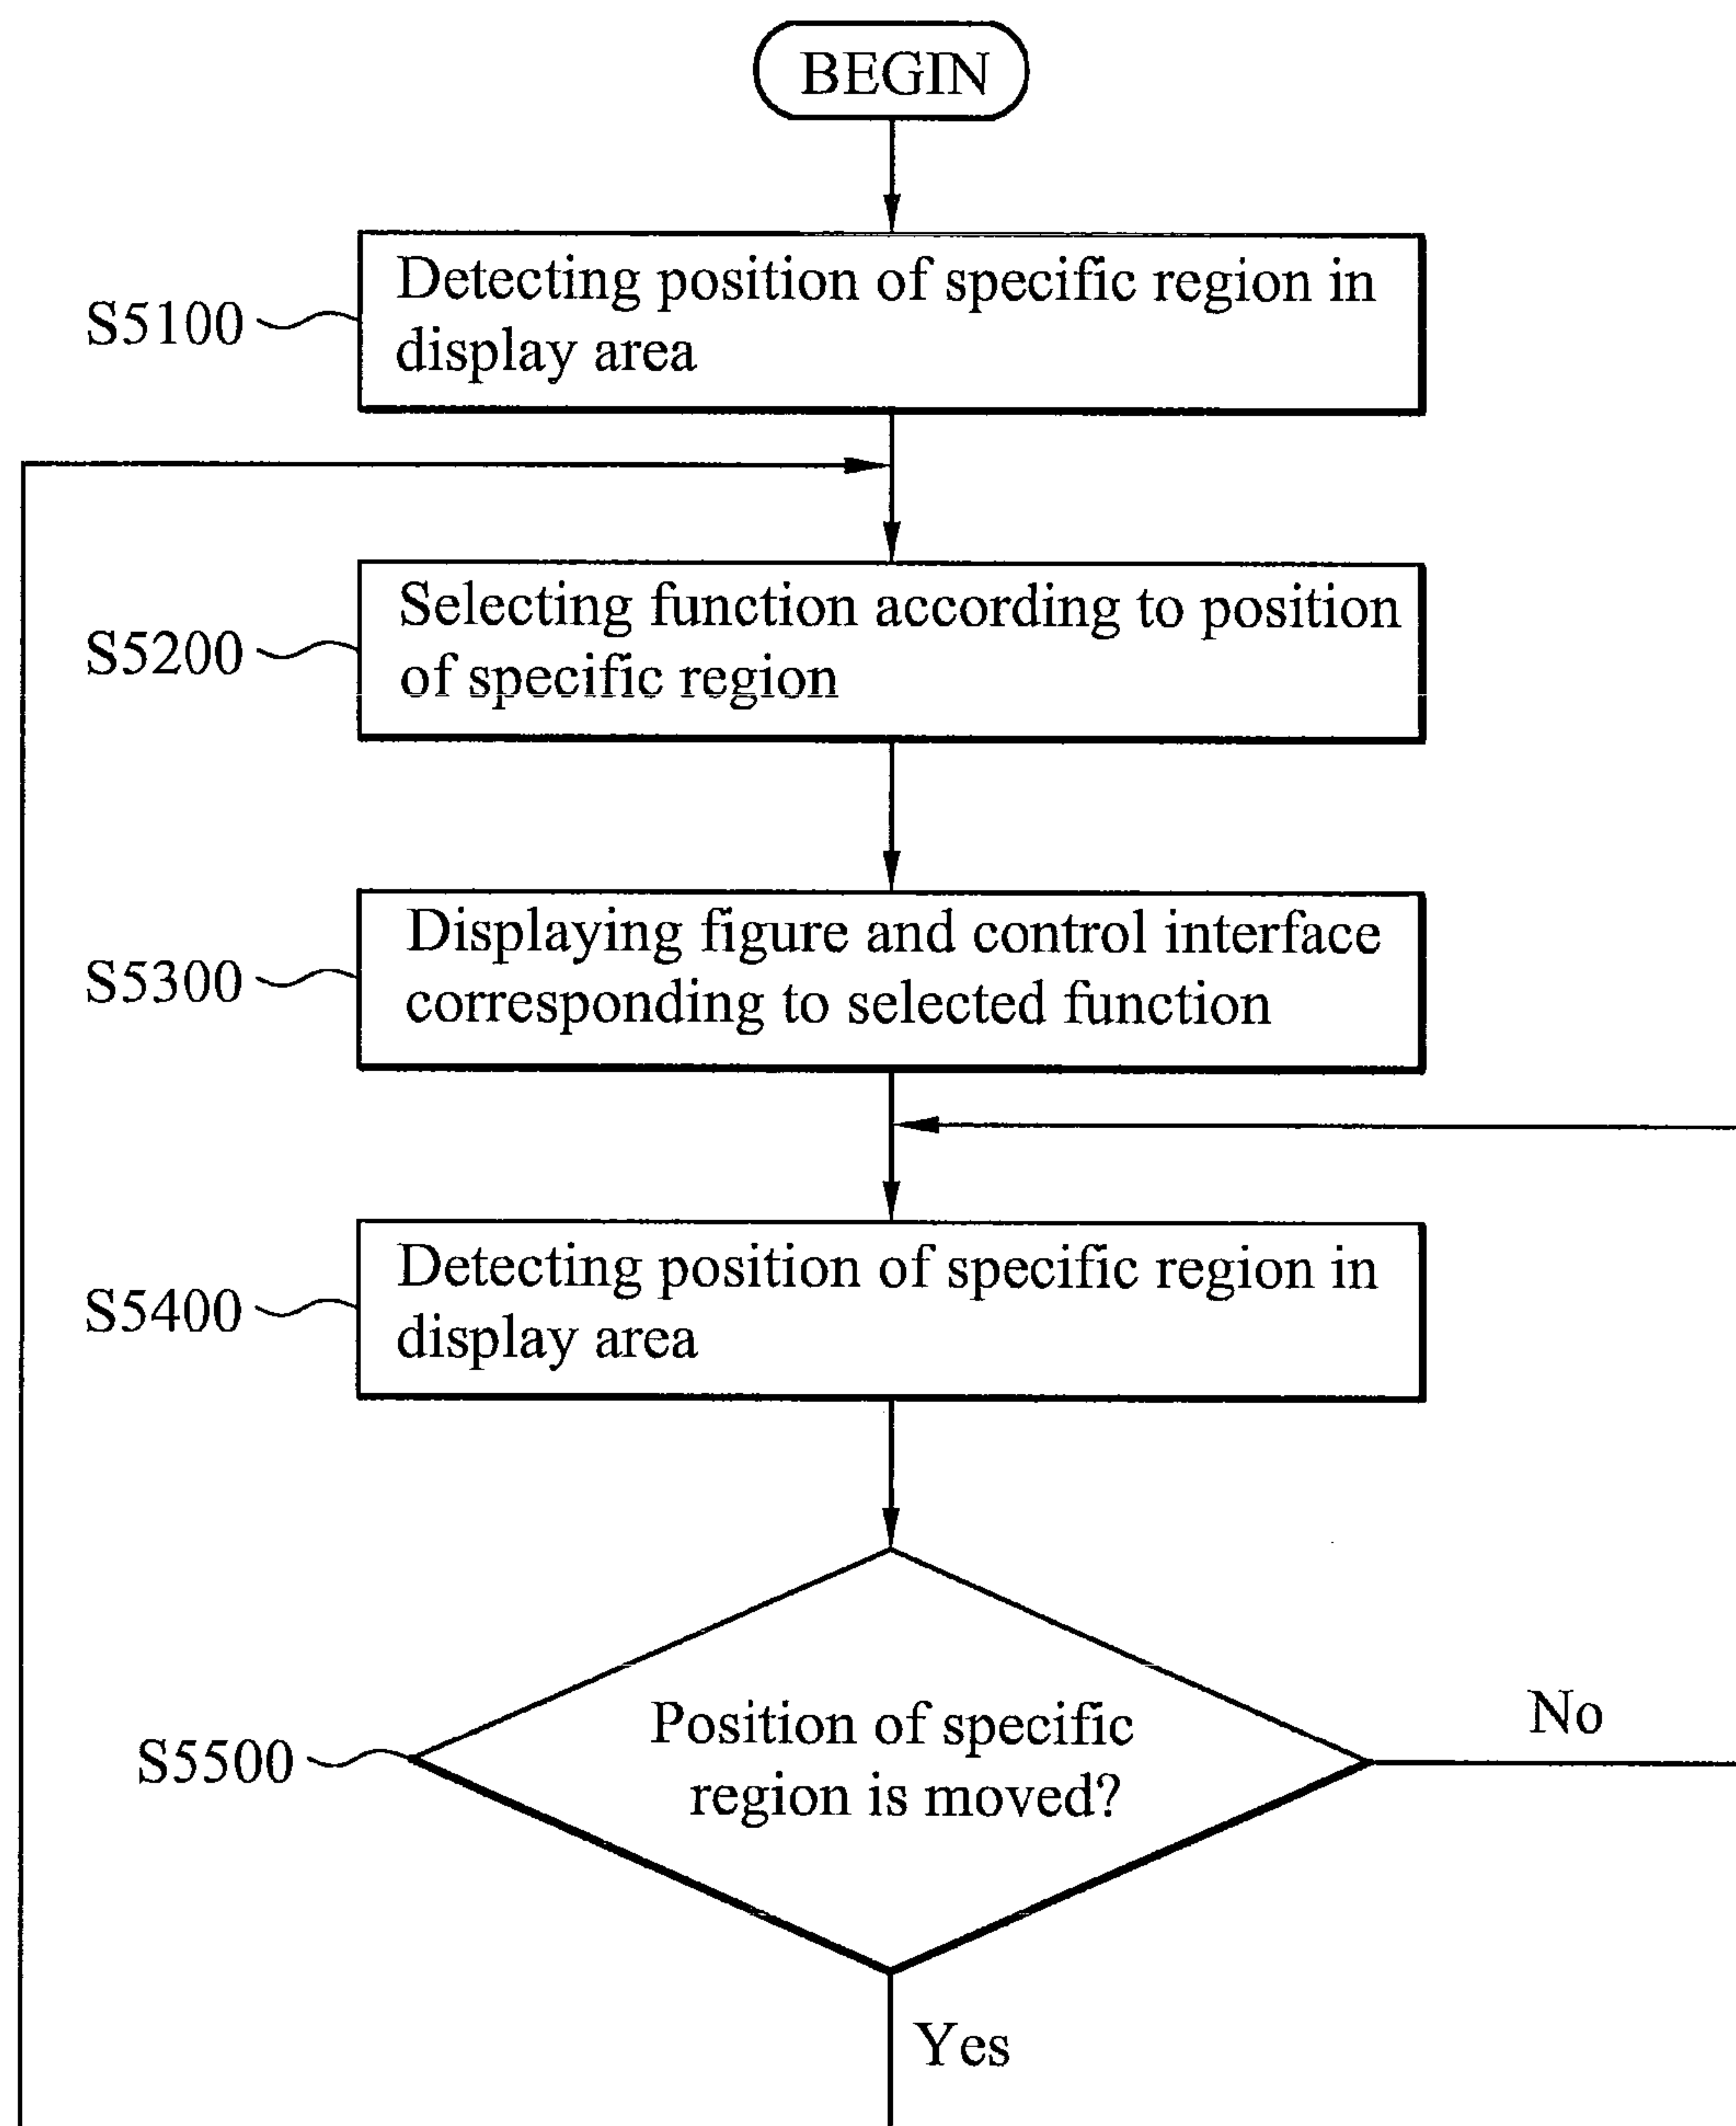 BEGIN
Detecting position of specific region in
display area
S5100
Selecting function according to position
of specific region
S5200
Displaying figure and control interface
corresponding to selected function
S5300
Detecting position of specific region in
display area
S5400
Position of specific
region is moved?
S5500
No
Yes